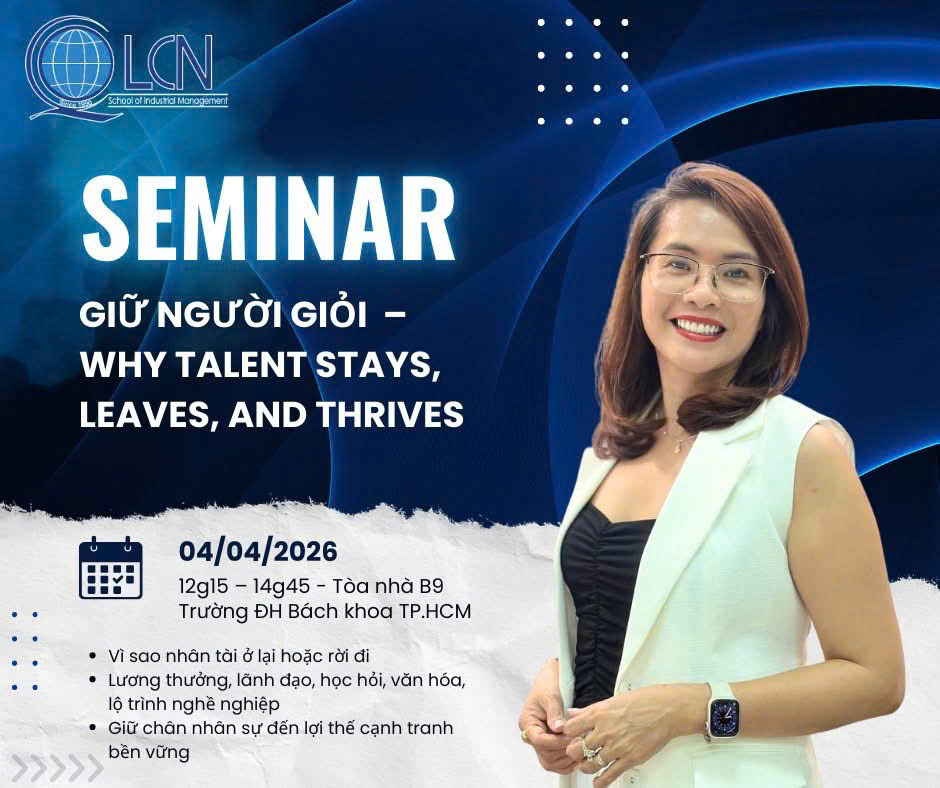 QLCN
Since 1990
School of Industrial Management
SEMINAR
GIỮ NGƯỜI GIỎI –
WHY TALENT STAYS,
LEAVES, AND THRIVES
04/04/2026
12g15 – 14g45 - Tòa nhà B9
Trường ĐH Bách khoa TP.HCM
• Vì sao nhân tài ở lại hoặc rời đi
• Lương thưởng, lãnh đạo, học hỏi, văn hóa,
lộ trình nghề nghiệp
• Giữ chân nhân sự đến lợi thế cạnh tranh
bền vững